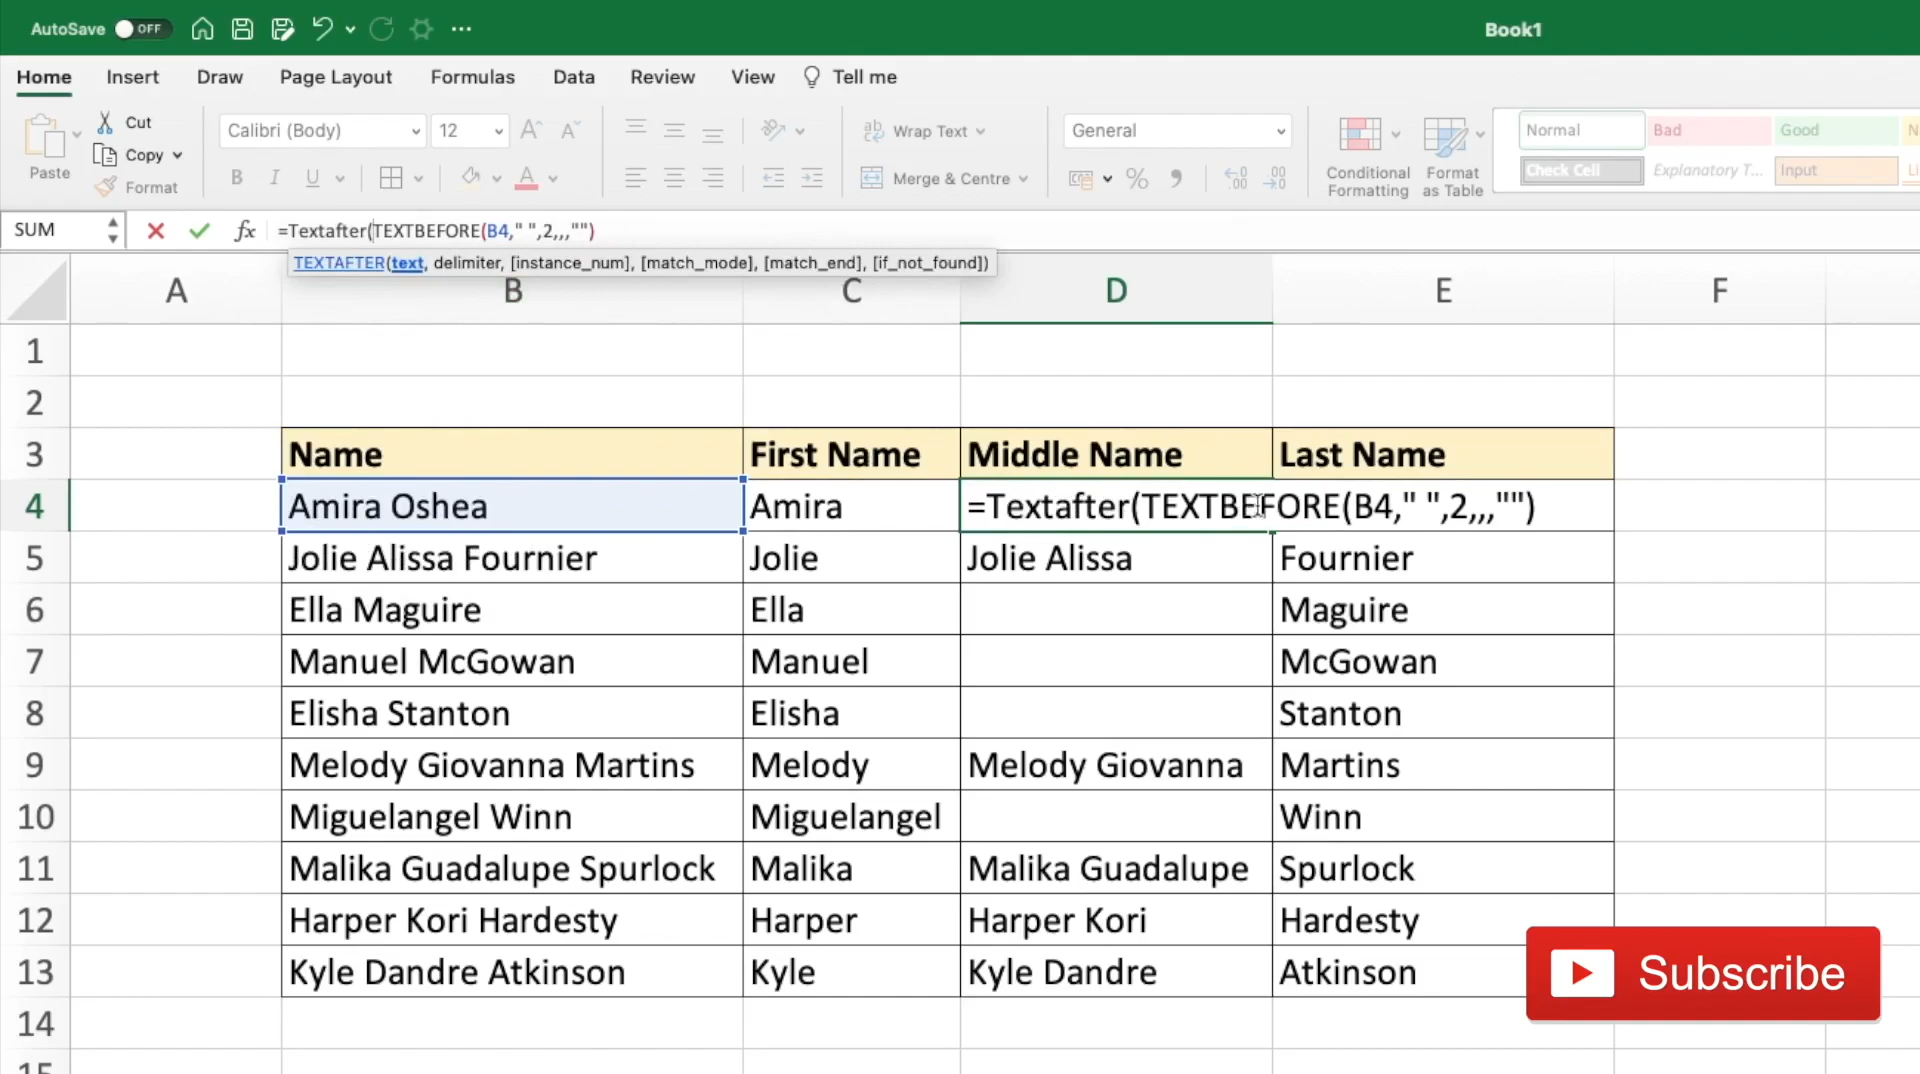 AutoSave OFF Book1
Home Insert Draw Page Layout Formulas Data Review View Tell me
Paste Cut Copy Format
Calibri (Body) 12 Wrap Text General
B I U Merge & Centre % 9
Conditional Formatting
Format as Table
Normal Bad Good N
Check Cell Explanatory T... Input Li
SUM fx =Textafter(TEXTBEFORE(B4," ",2,,,"")
TEXTAFTER(text, delimiter, [instance_num], [match_mode], [match_end], [if_not_found])
A B C D E F
1
2
3 Name First Name Middle Name Last Name
4 Amira Oshea Amira =Textafter(TEXTBEFORE(B4," ",2,,,"")
5 Jolie Alissa Fournier Jolie Jolie Alissa Fournier
6 Ella Maguire Ella Maguire
7 Manuel McGowan Manuel McGowan
8 Elisha Stanton Elisha Stanton
9 Melody Giovanna Martins Melody Melody Giovanna Martins
10 Miguelangel Winn Miguelangel Winn
11 Malika Guadalupe Spurlock Malika Malika Guadalupe Spurlock
12 Harper Kori Hardesty Harper Harper Kori Hardesty
13 Kyle Dandre Atkinson Kyle Kyle Dandre Atkinson
Subscribe
14
15